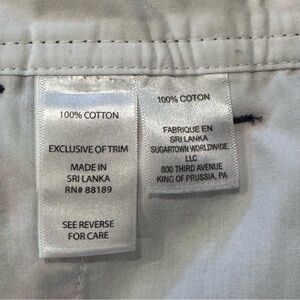 100% COTTON
EXCLUSIVE OF TRIM
MADE IN
SRI LANKA
RN# 88189
SEE REVERSE
FOR CARE
100% COTON
FABRIQUE EN
SRI LANKA
SUGARTOWN WORLDWIDE,
LLC
800 THIRD AVENUE
KING OF PRUSSIA, PA